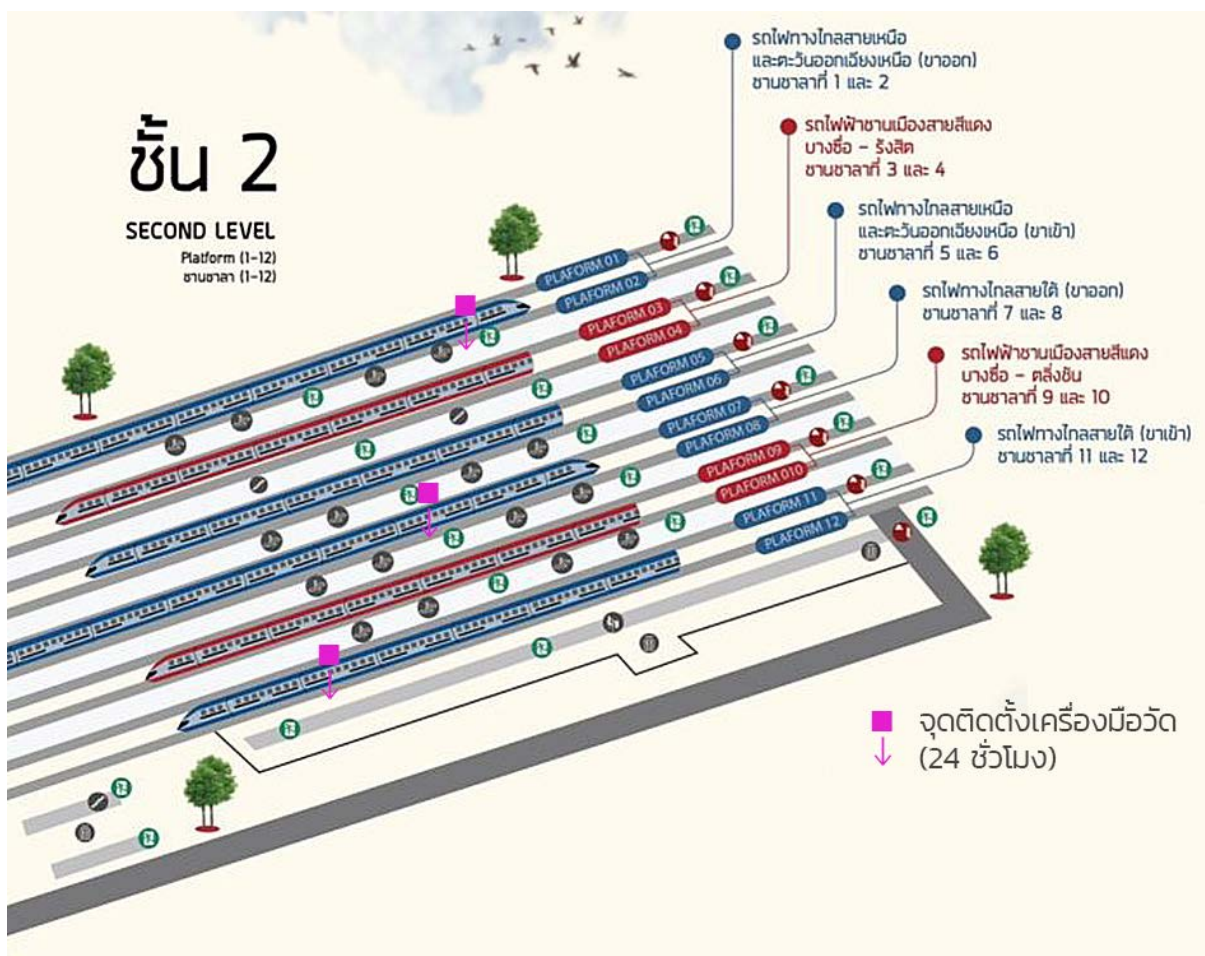 ชั้น 2
SECOND LEVEL
Platform (1-12)
ชานชาลา (1-12)
รถไฟทางไกลสายเหนือ
และตะวันออกเฉียงเหนือ (ขาออก)
ชานชาลาที่ 1 และ 2
รถไฟฟ้าชานเมืองสายสีแดง
บางซื่อ – รังสิต
ชานชาลาที่ 3 และ 4
รถไฟทางไกลสายเหนือ
และตะวันออกเฉียงเหนือ (ขาเข้า)
ชานชาลาที่ 5 และ 6
รถไฟทางไกลสายใต้ (ขาออก)
ชานชาลาที่ 7 และ 8
รถไฟฟ้าชานเมืองสายสีแดง
บางซื่อ – ตลิ่งชัน
ชานชาลาที่ 9 และ 10
รถไฟทางไกลสายใต้ (ขาเข้า)
ชานชาลาที่ 11 และ 12
PLAFORM 01
PLAFORM 02
PLAFORM 03
PLAFORM 04
PLAFORM 05
PLAFORM 06
PLAFORM 07
PLAFORM 08
PLAFORM 09
PLAFORM 010
PLAFORM 11
PLAFORM 12
จุดติดตั้งเครื่องมือวัด
(24 ชั่วโมง)